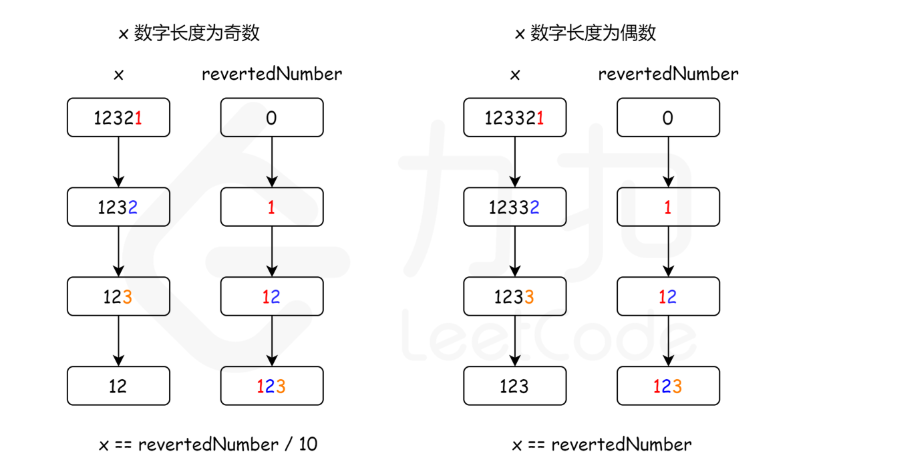 x 数字长度为奇数
x revertedNumber
12321 0
1232 1
123 12
12 123
x == revertedNumber / 10
x 数字长度为偶数
x revertedNumber
123321 0
12332 1
1233 12
123 123
x == revertedNumber
力扣
LeetCode